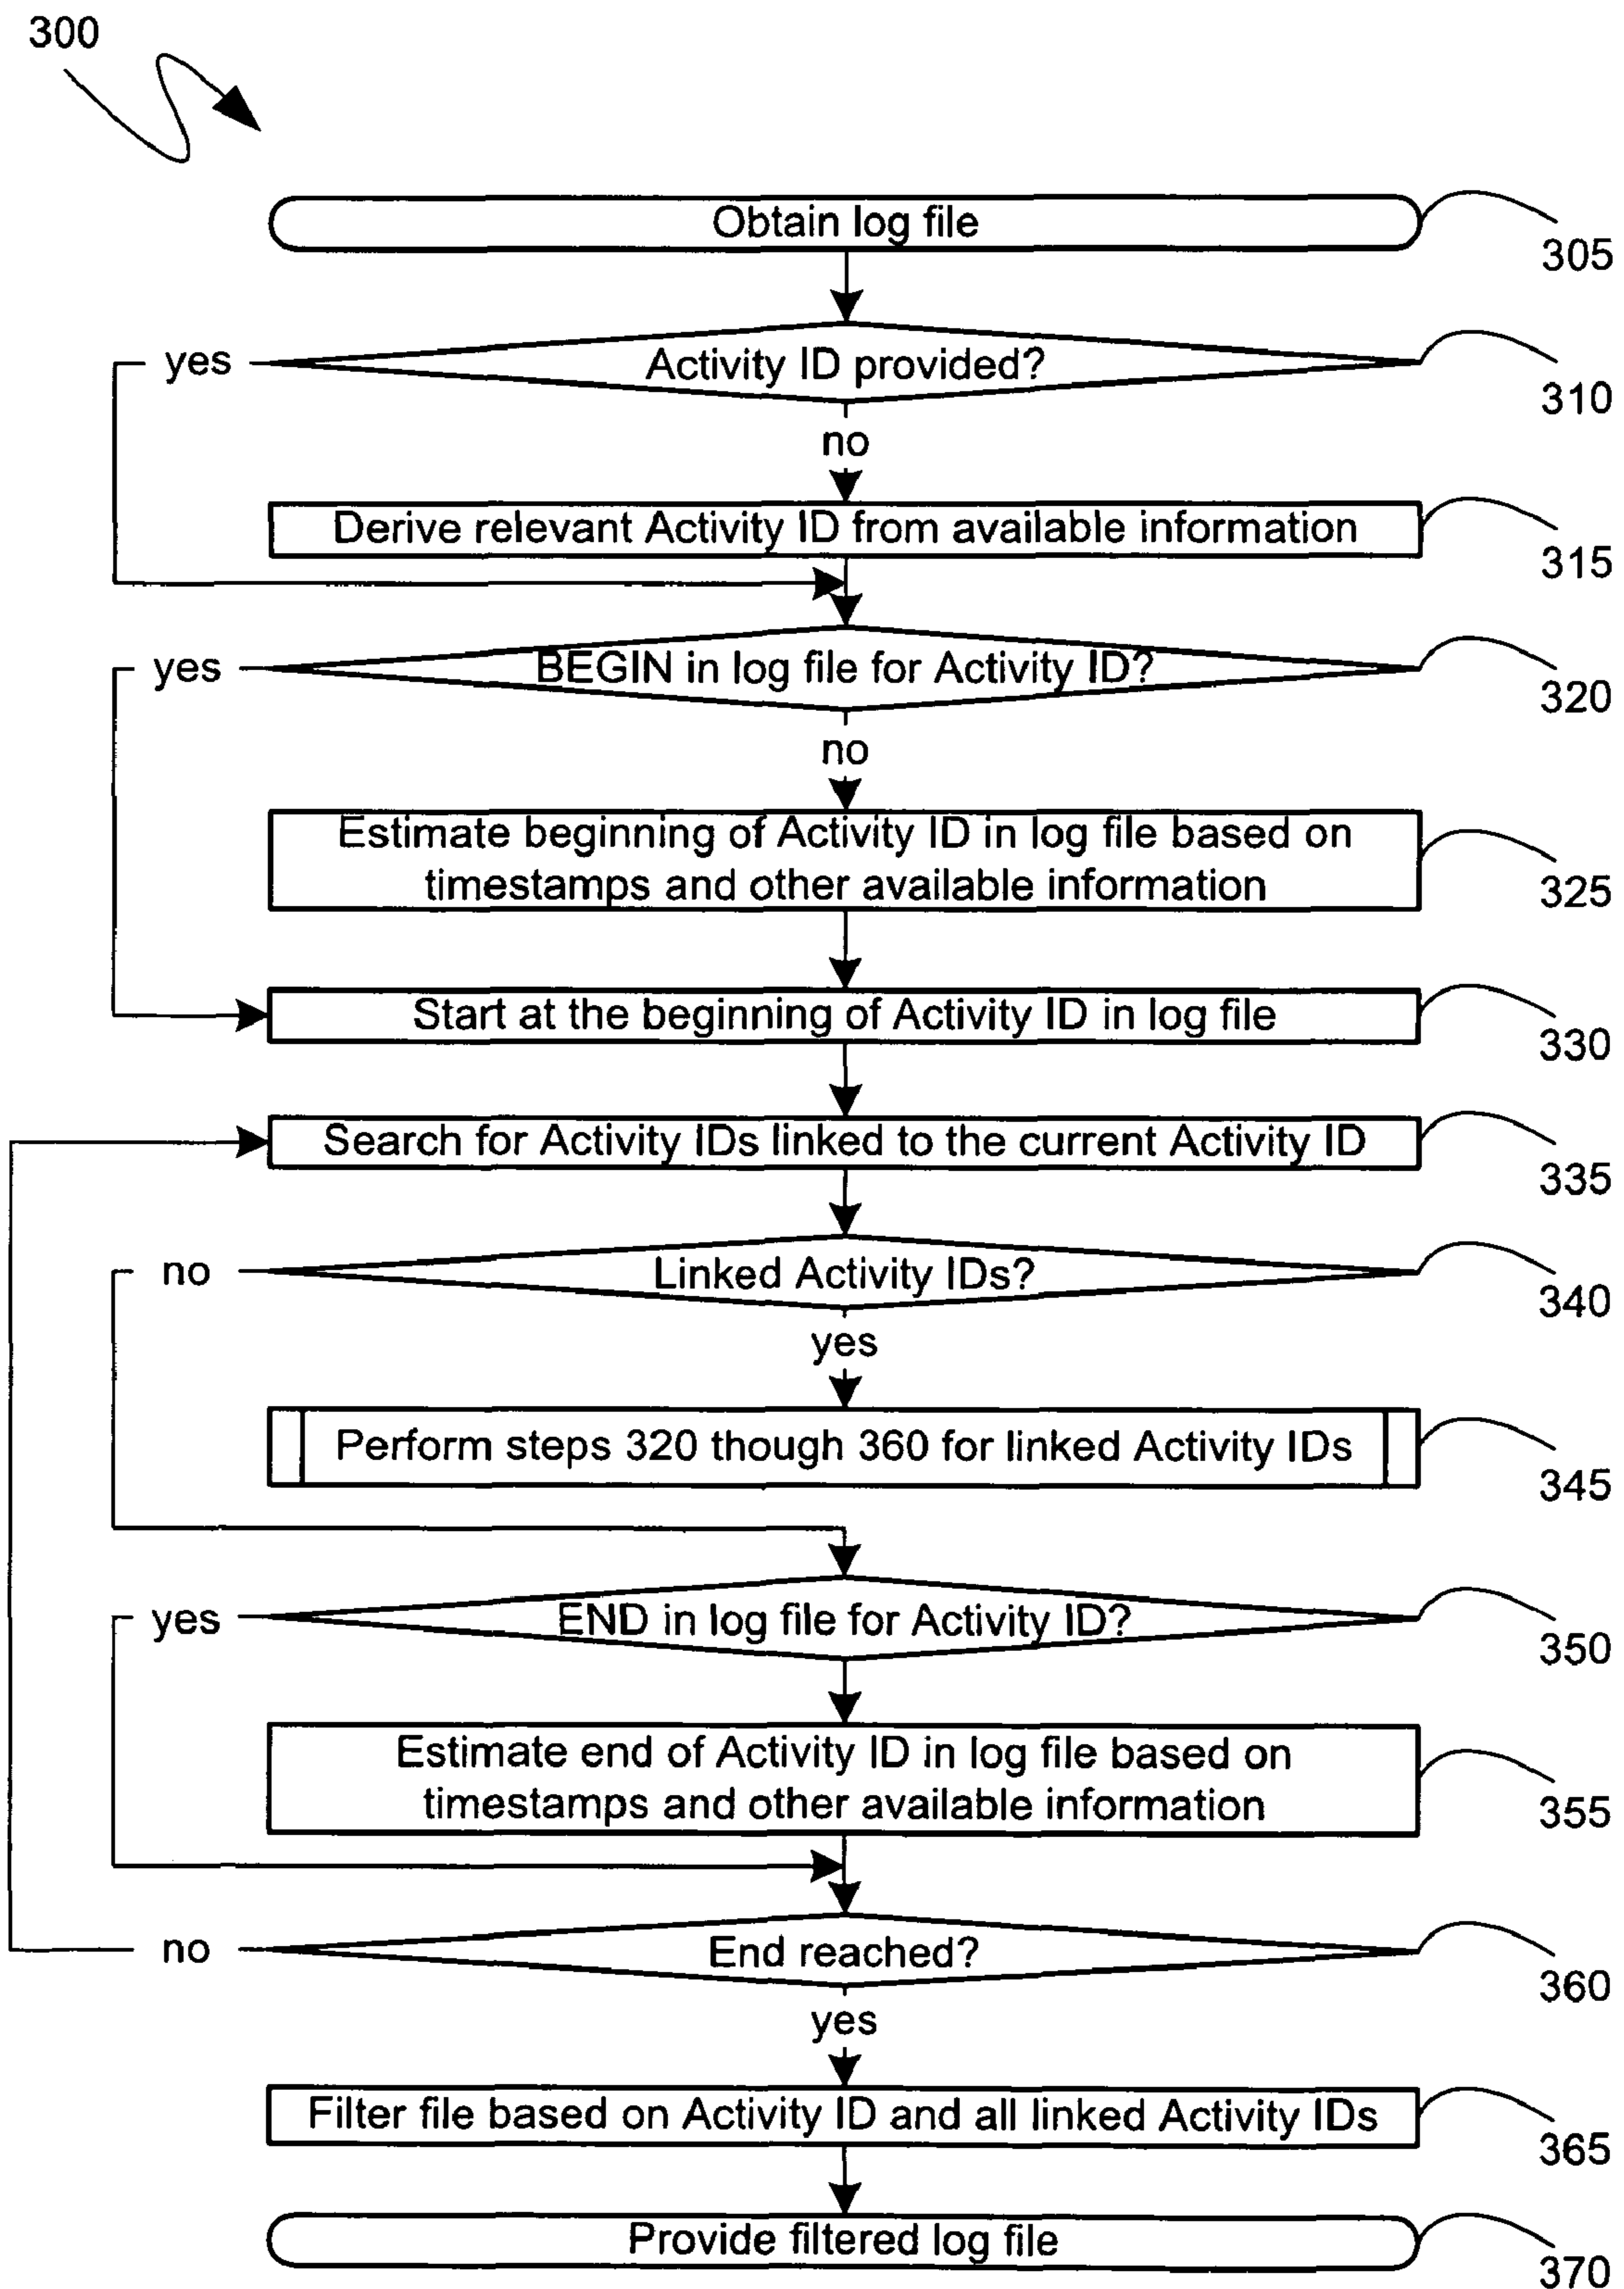 300
Obtain log file
305
yes
Activity ID provided?
310
no
Derive relevant Activity ID from available information
315
yes
BEGIN in log file for Activity ID?
320
no
Estimate beginning of Activity ID in log file based on
timestamps and other available information
325
Start at the beginning of Activity ID in log file
330
Search for Activity IDs linked to the current Activity ID
335
no
Linked Activity IDs?
340
yes
Perform steps 320 though 360 for linked Activity IDs
345
yes
END in log file for Activity ID?
350
Estimate end of Activity ID in log file based on
timestamps and other available information
355
no
End reached?
360
yes
Filter file based on Activity ID and all linked Activity IDs
365
Provide filtered log file
370